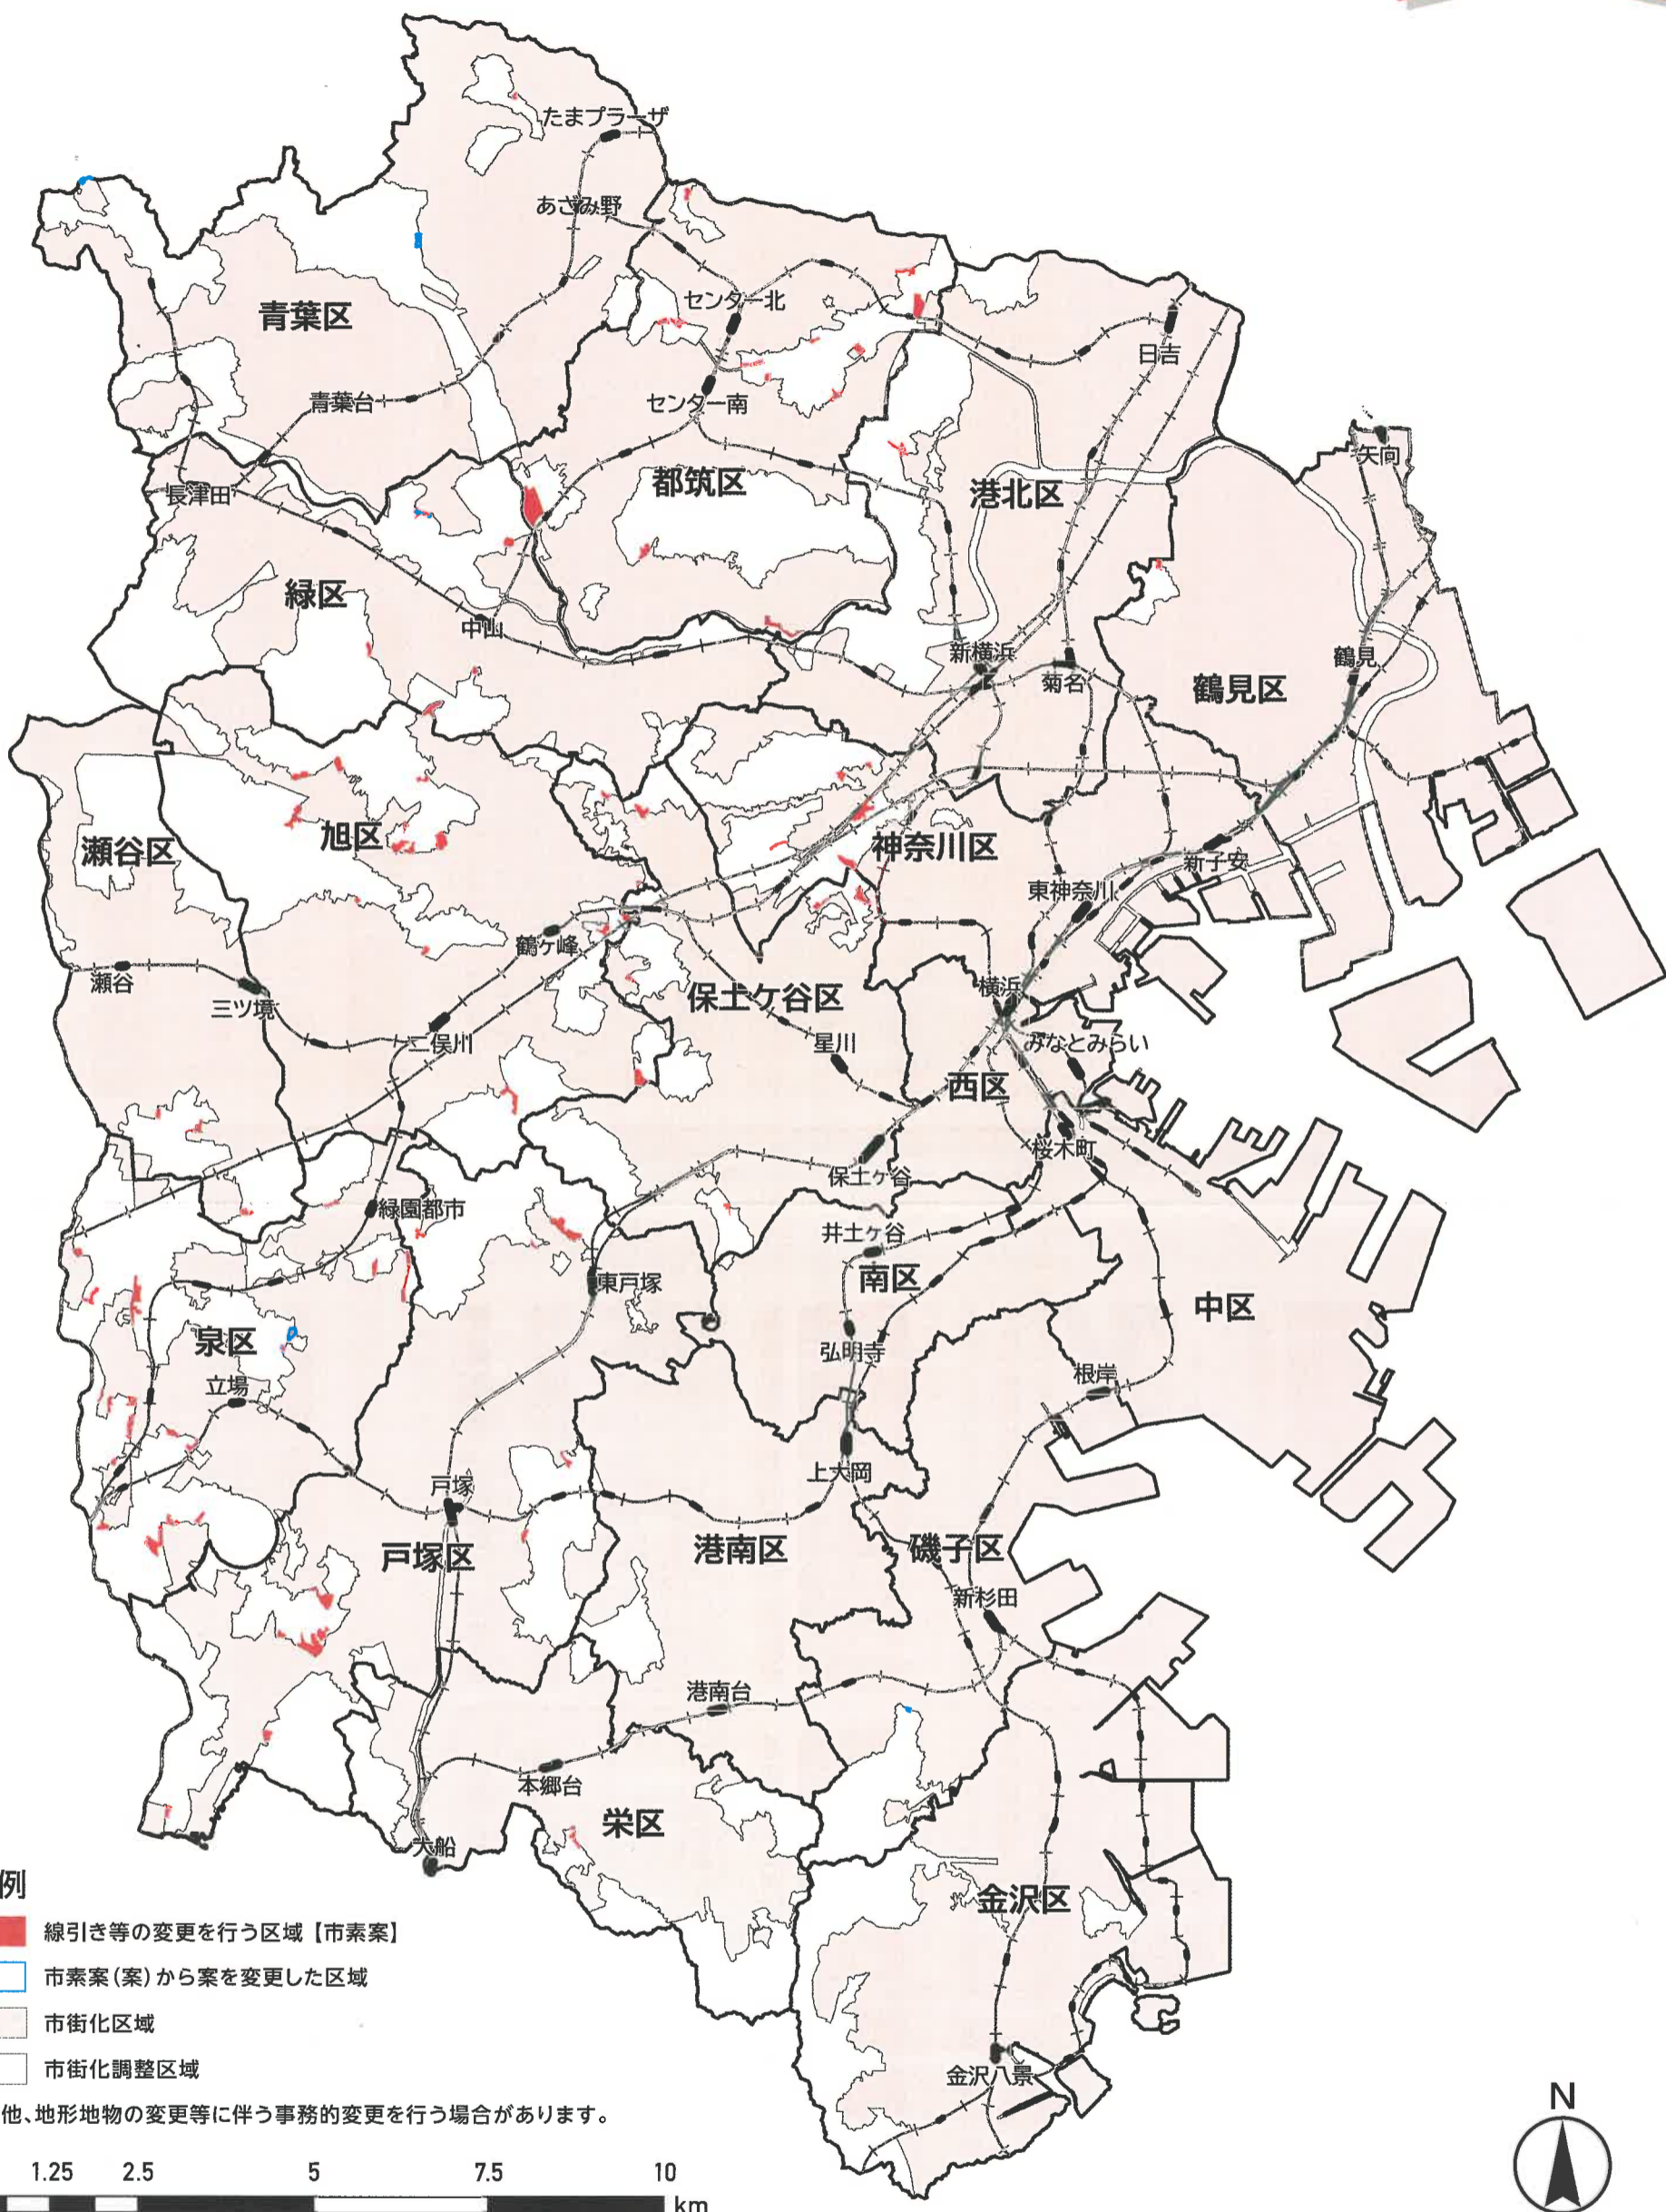 たまプラーザ
あざみ野
センター北
青葉区
日吉
青葉台
センター南
矢向
都筑区
港北区
長津田
緑区
中山
新横浜
菊名
鶴見
鶴見区
瀬谷区
旭区
神奈川区
新子安
東神奈川
鶴ヶ峰
瀬谷
三ツ境
保土ケ谷区
横浜
二俣川
星川
みなとみらい
西区
桜木町
保土ヶ谷
緑園都市
井土ヶ谷
東戸塚
南区
中区
泉区
弘明寺
立場
根岸
上大岡
戸塚
戸塚区
港南区
磯子区
新杉田
港南台
本郷台
栄区
大船
金沢区
金沢八景
例
線引き等の変更を行う区域【市素案】
市素案(案)から案を変更した区域
市街化区域
市街化調整区域
他、地形地物の変更等に伴う事務的変更を行う場合があります。
1.25 2.5 5 7.5 10
km
N